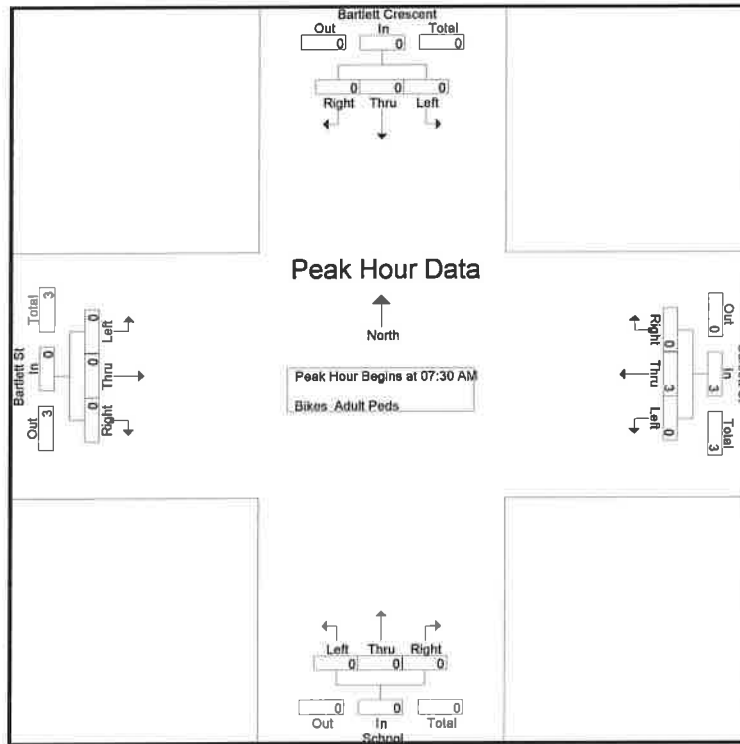 Bartlett Crescent
Out In Total
0 0 0
0 0 0
Right Thru Left
Peak Hour Data
North
Peak Hour Begins at 07:30 AM
Bikes Adult Peds
Bartlett St
Out In Total
3 0 3
Right Thru Left
0 0 0
Out In Total
0 3 3
Right Thru Left
0 3 0
Left Thru Right
0 0 0
0 0 0
Out In Total
School